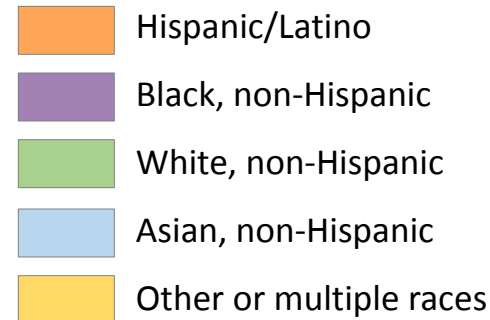 Hispanic/Latino
Black, non-Hispanic
White, non-Hispanic
Asian, non-Hispanic
Other or multiple races